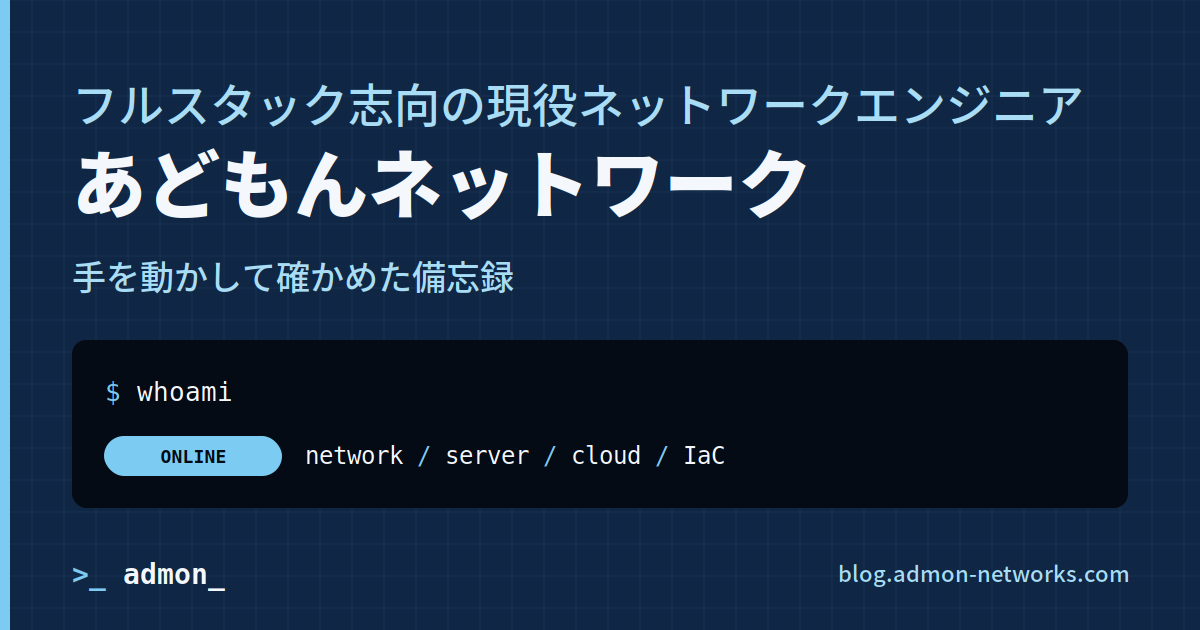 フルスタック志向の現役ネットワークエンジニア
あどもんネットワーク
手を動かして確かめた備忘録
$ whoami
ONLINE network / server / cloud / IaC
>_ admon_
blog.admon-networks.com